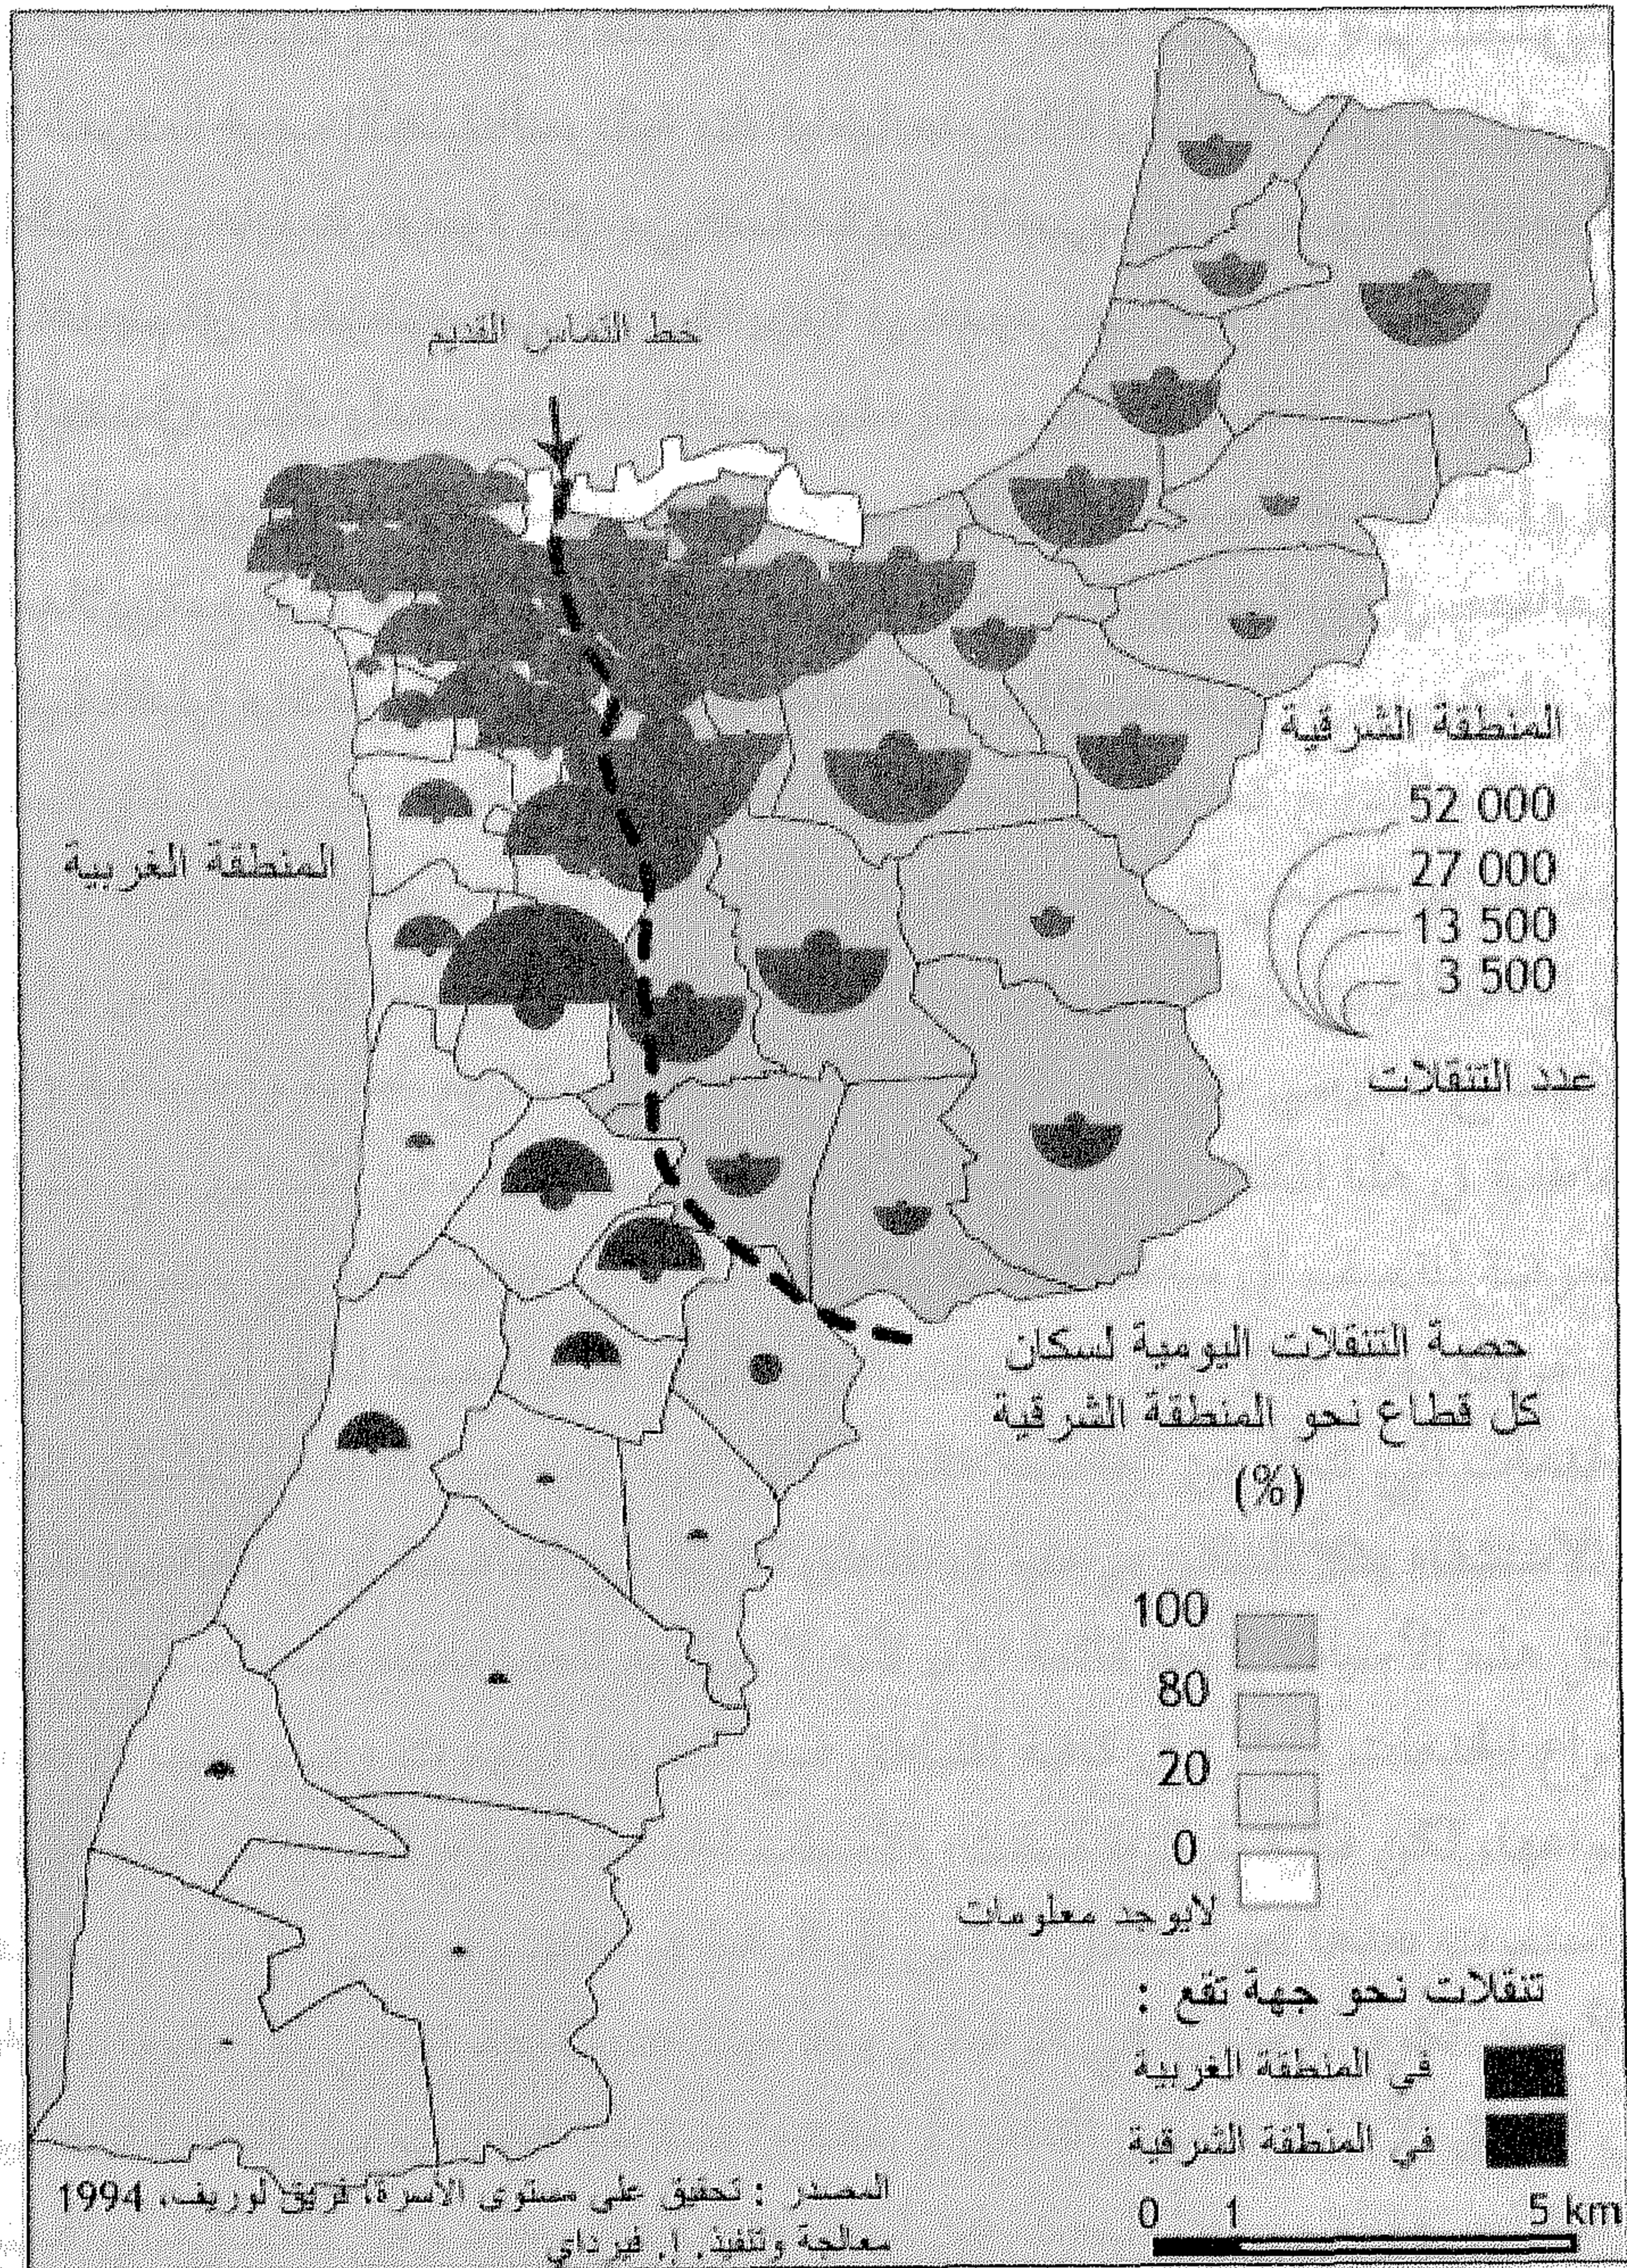 خط التماس القديم
المنطقة الشرقية
52 000
27 000
13 500
3 500
عدد التنقلات
المنطقة الغربية
حصة التنقلات اليومية لسكان
كل قطاع نحو المنطقة الشرقية
(%)
100
80
20
0
لايوجد معلومات
تنقلات نحو جهة تقع :
في المنطقة الغربية
في المنطقة الشرقية
0 1 5 km
المصدر : تحقيق على مستوى الأسرة، فريق لوريف، 1994
معالجة وتنفيذ. إ. فيرداي